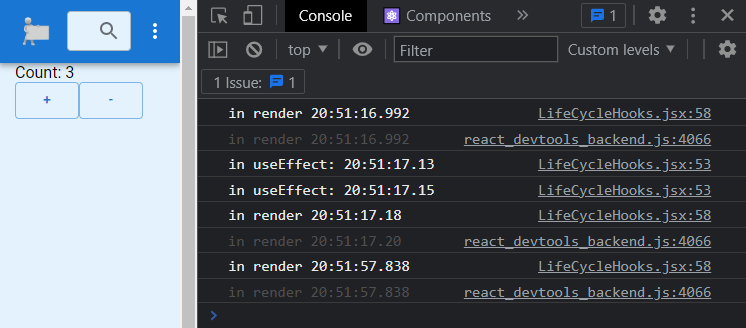 Console
Components
1
top
Filter
Custom levels
1 Issue: 1
in render 20:51:16.992 LifeCycleHooks.jsx:58
in render 20:51:16.992 react_devtools_backend.js:4066
in useEffect: 20:51:17.13 LifeCycleHooks.jsx:53
in useEffect: 20:51:17.15 LifeCycleHooks.jsx:53
in render 20:51:17.18 LifeCycleHooks.jsx:58
in render 20:51:17.20 react_devtools_backend.js:4066
in render 20:51:57.838 LifeCycleHooks.jsx:58
in render 20:51:57.838 react_devtools_backend.js:4066
Count: 3
+ -